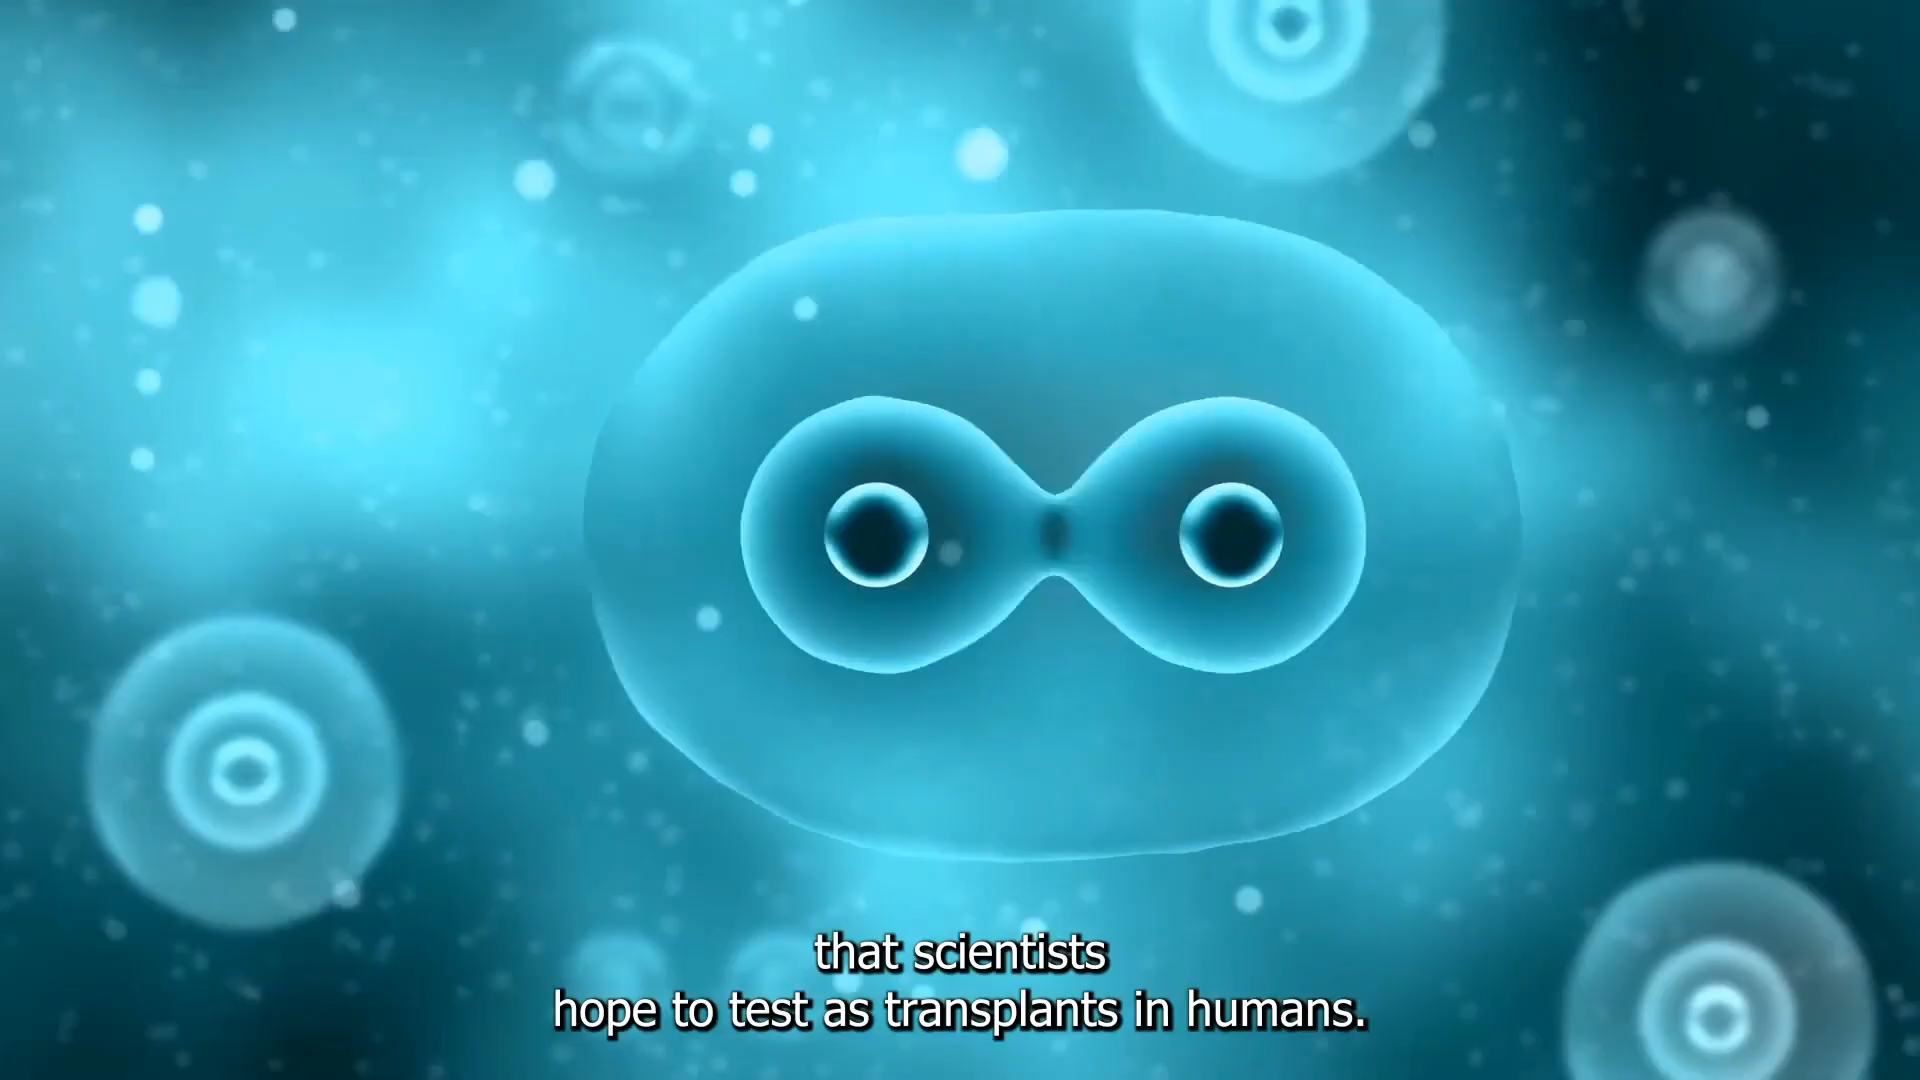 that scientists
hope to test as transplants in humans.